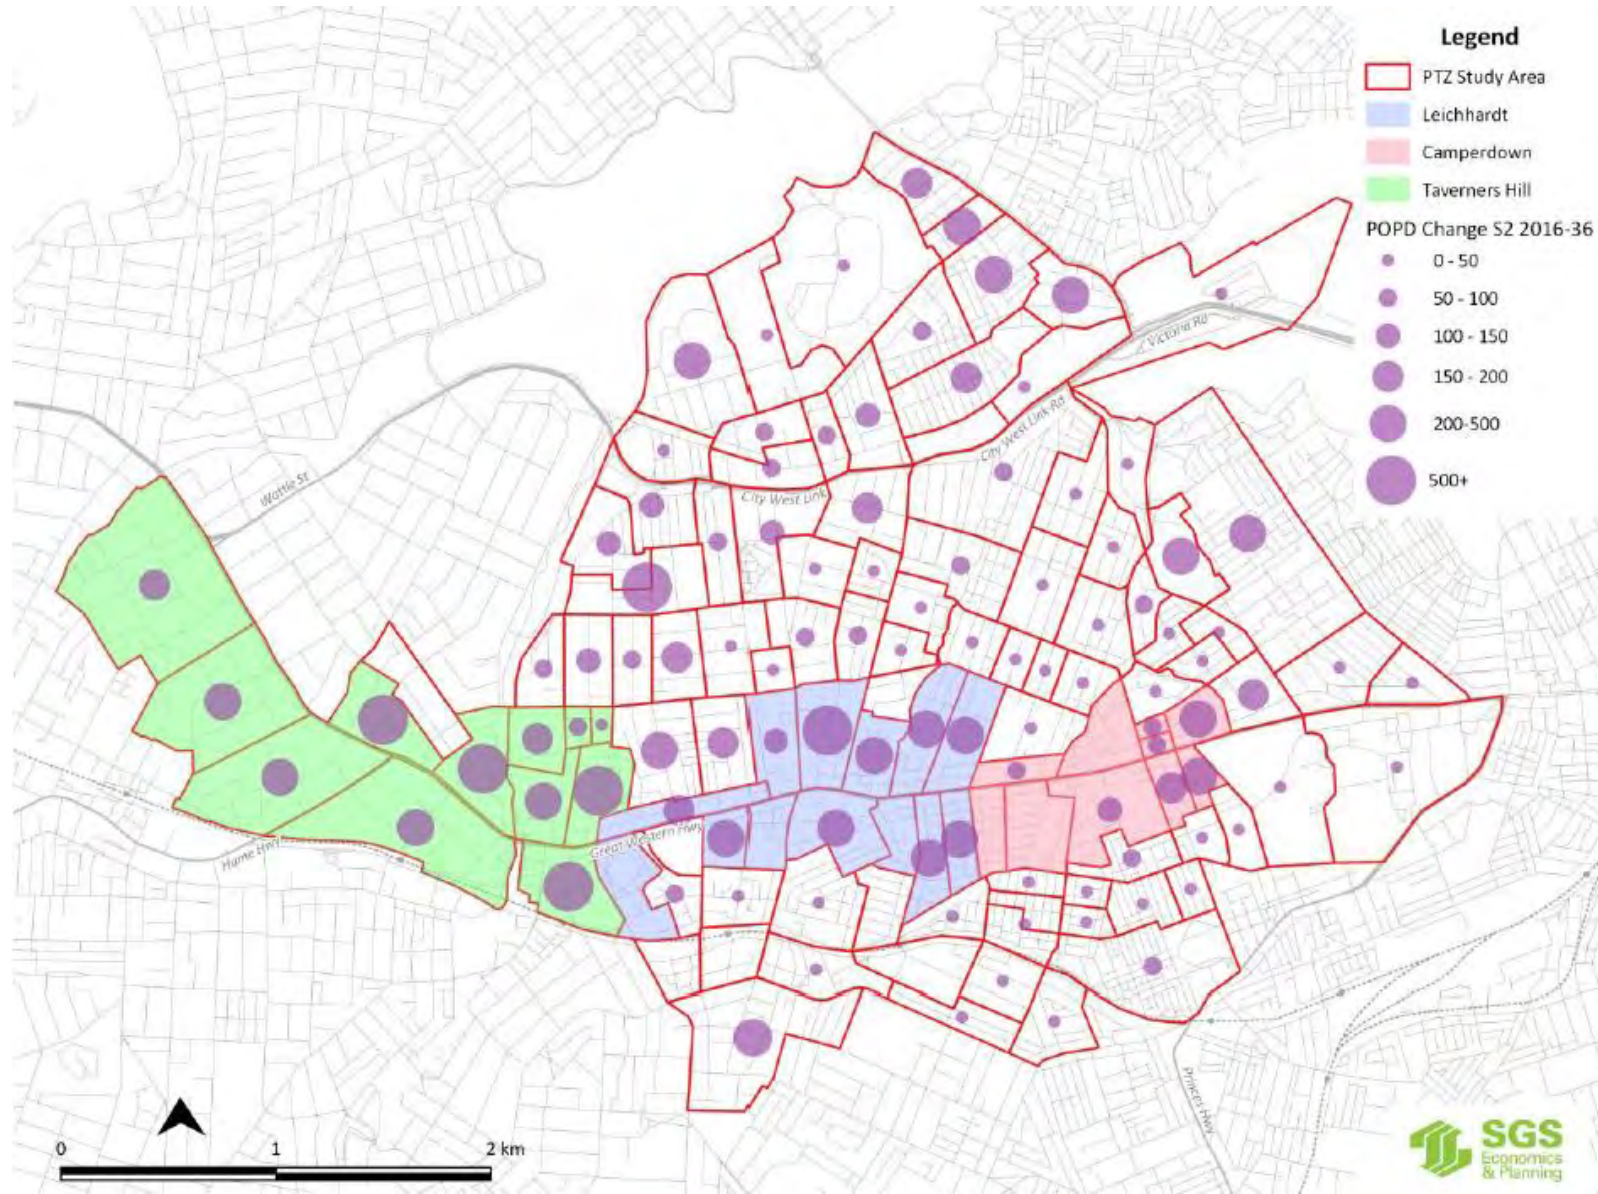 Legend
PTZ Study Area
Leichhardt
Camperdown
Taverners Hill
POPD Change S2 2016-36
0 - 50
50 - 100
100 - 150
150 - 200
200-500
500+
Victoria Rd
City West Link Rd
Wattle St
City West Link
Great Western Hwy
Hume Hwy
Princes Hwy
0 1 2 km
SGS
Economics
& Planning